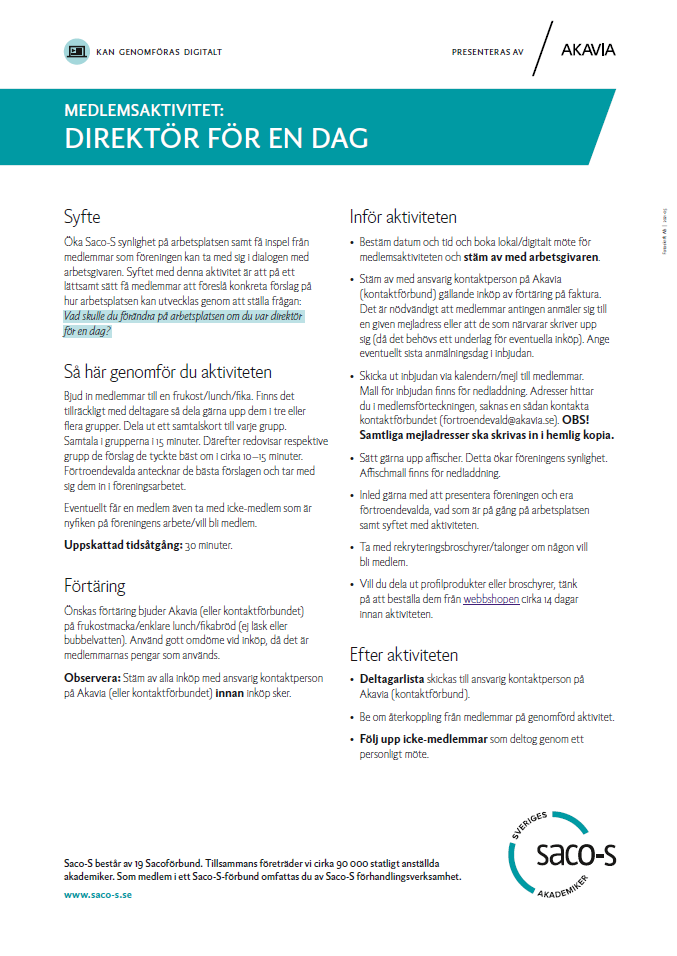 KAN GENOMFÖRAS DIGITALT
PRESENTERAS AV
AKAVIA
MEDLEMSAKTIVITET:
DIREKTÖR FÖR EN DAG
Syfte
Öka Saco-S synlighet på arbetsplatsen samt få inspel från
medlemmar som föreningen kan ta med sig i dialogen med
arbetsgivaren. Syftet med denna aktivitet är att på ett
lättsamt sätt få medlemmar att föreslå konkreta förslag på
hur arbetsplatsen kan utvecklas genom att ställa frågan:
Vad skulle du förändra på arbetsplatsen om du var direktör
för en dag?
Så här genomför du aktiviteten
Bjud in medlemmar till en frukost/lunch/fika. Finns det
tillräckligt med deltagare så dela gärna upp dem i tre eller
flera grupper. Dela ut ett samtalskort till varje grupp.
Samtala i grupperna i 15 minuter. Därefter redovisar respektive
grupp de förslag de tyckte bäst om i cirka 10–15 minuter.
Förtroendevalda antecknar de bästa förslagen och tar med
sig dem in i föreningsarbetet.
Eventuellt får en medlem även ta med icke-medlem som är
nyfiken på föreningens arbete/vill bli medlem.
Uppskattad tidsåtgång: 30 minuter.
Förtäring
Önskas förtäring bjuder Akavia (eller kontaktförbundet)
på frukostmacka/enklare lunch/fikabröd (ej läsk eller
bubbelvatten). Använd gott omdöme vid inköp, då det är
medlemmarnas pengar som används.
Observera: Stäm av alla inköp med ansvarig kontaktperson
på Akavia (eller kontaktförbundet) innan inköp sker.
Inför aktiviteten
• Bestäm datum och tid och boka lokal/digitalt möte för
medlemsaktiviteten och stäm av med arbetsgivaren.
• Stäm av med ansvarig kontaktperson på Akavia
(kontaktförbund) gällande inköp av förtäring på faktura.
Det är nödvändigt att medlemmar antingen anmäler sig till
en given mejladress eller att de som närvarar skriver upp
sig (då det behövs ett underlag för eventuella inköp). Ange
eventuellt sista anmälningsdag i inbjudan.
• Skicka ut inbjudan via kalendern/mejl till medlemmar.
Mall för inbjudan finns för nedladdning. Adresser hittar
du i medlemsförteckningen, saknas en sådan kontakta
kontaktförbundet (fortroendevald@akavia.se). OBS!
Samtliga mejladresser ska skrivas in i hemlig kopia.
• Sätt gärna upp affischer. Detta ökar föreningens synlighet.
Affischmall finns för nedladdning.
• Inled gärna med att presentera föreningen och era
förtroendevalda, vad som är på gång på arbetsplatsen
samt syftet med aktiviteten.
• Ta med rekryteringsbroschyrer/talonger om någon vill
bli medlem.
• Vill du dela ut profilprodukter eller broschyrer, tänk
på att beställa dem från webbshopen cirka 14 dagar
innan aktiviteten.
Efter aktiviteten
• Deltagarlista skickas till ansvarig kontaktperson på
Akavia (kontaktförbund).
• Be om återkoppling från medlemmar på genomförd aktivitet.
• Följ upp icke-medlemmar som deltog genom ett
personligt möte.
Saco-S består av 19 Sacoförbund. Tillsammans företräder vi cirka 90 000 statligt anställda
akademiker. Som medlem i ett Saco-S-förbund omfattas du av Saco-S förhandlingsverksamhet.
www.saco-s.se
SVERIGES
saco-s
AKADEMIKER